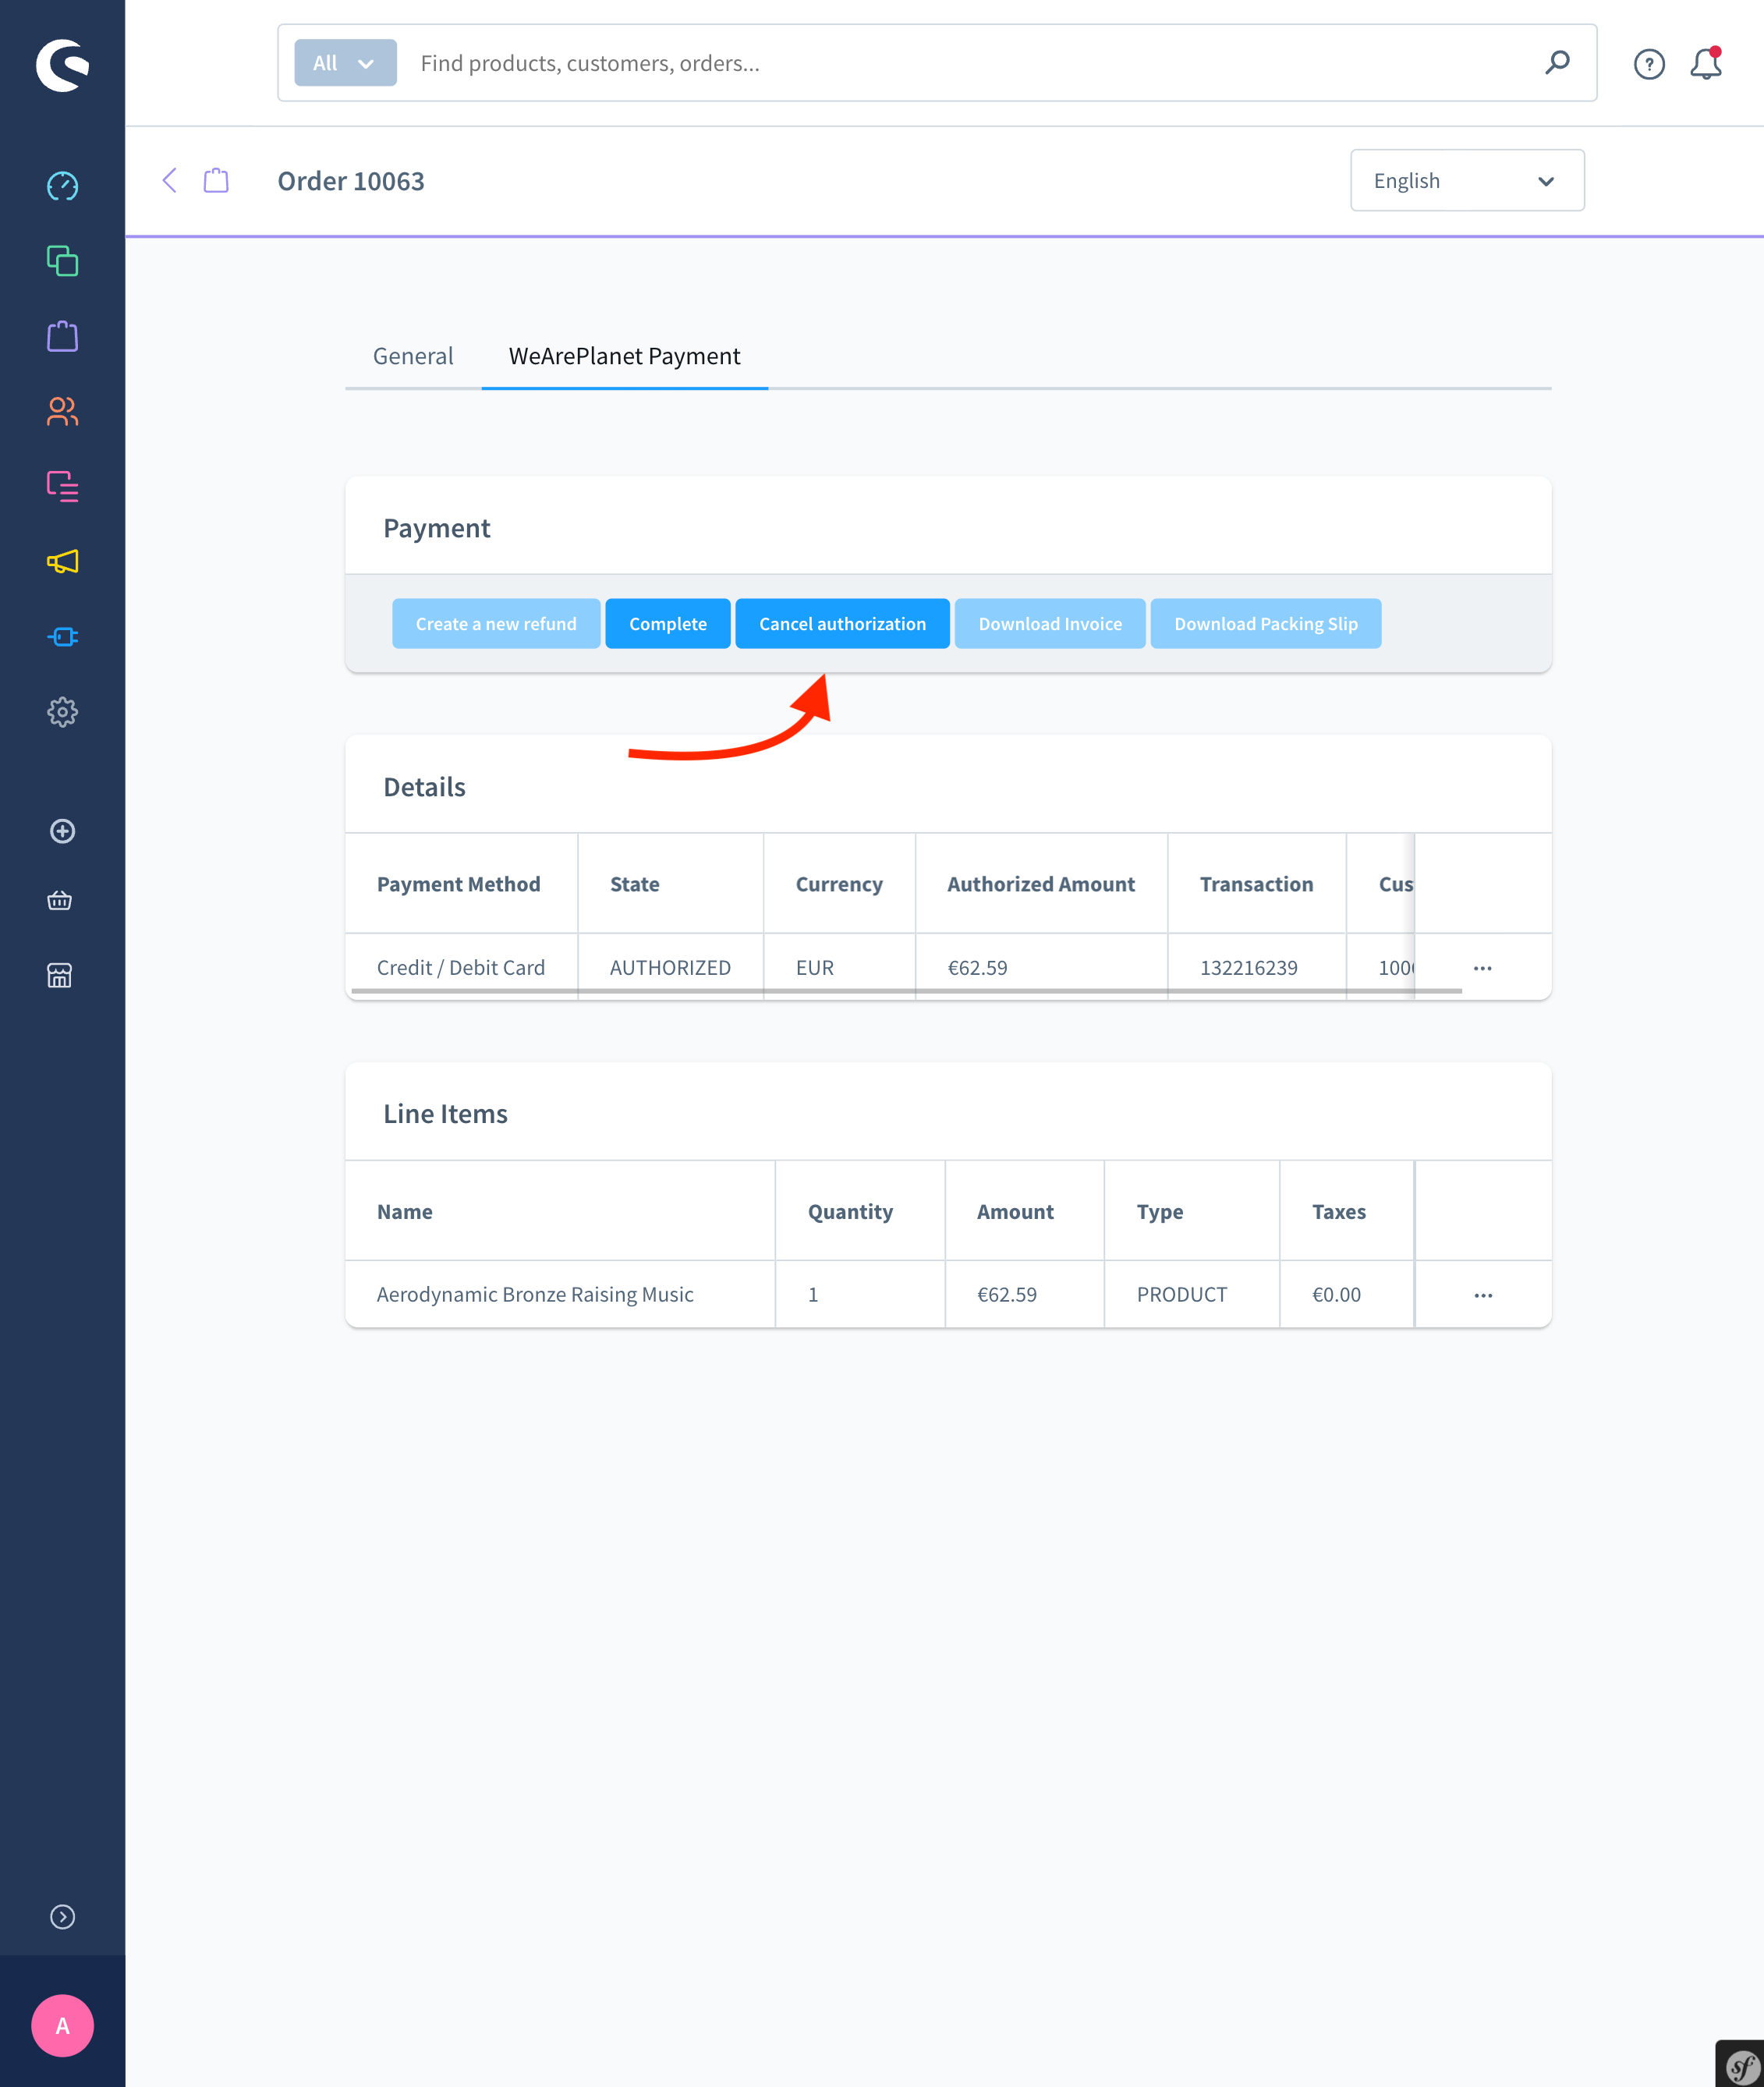 All
Find products, customers, orders...
?
Order 10063
English
General
WeArePlanet Payment
Payment
Create a new refund
Complete
Cancel authorization
Download Invoice
Download Packing Slip
Details
Payment Method
State
Currency
Authorized Amount
Transaction
Cus
Credit / Debit Card
AUTHORIZED
EUR
€62.59
132216239
100
...
Line Items
Name
Quantity
Amount
Type
Taxes
Aerodynamic Bronze Raising Music
1
€62.59
PRODUCT
€0.00
...
A
sf